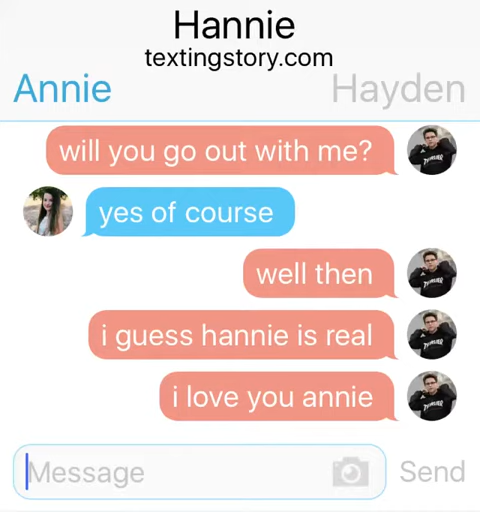 Hannie
textingstory.com
Annie Hayden
will you go out with me?
yes of course
well then
i guess hannie is real
i love you annie
Message Send